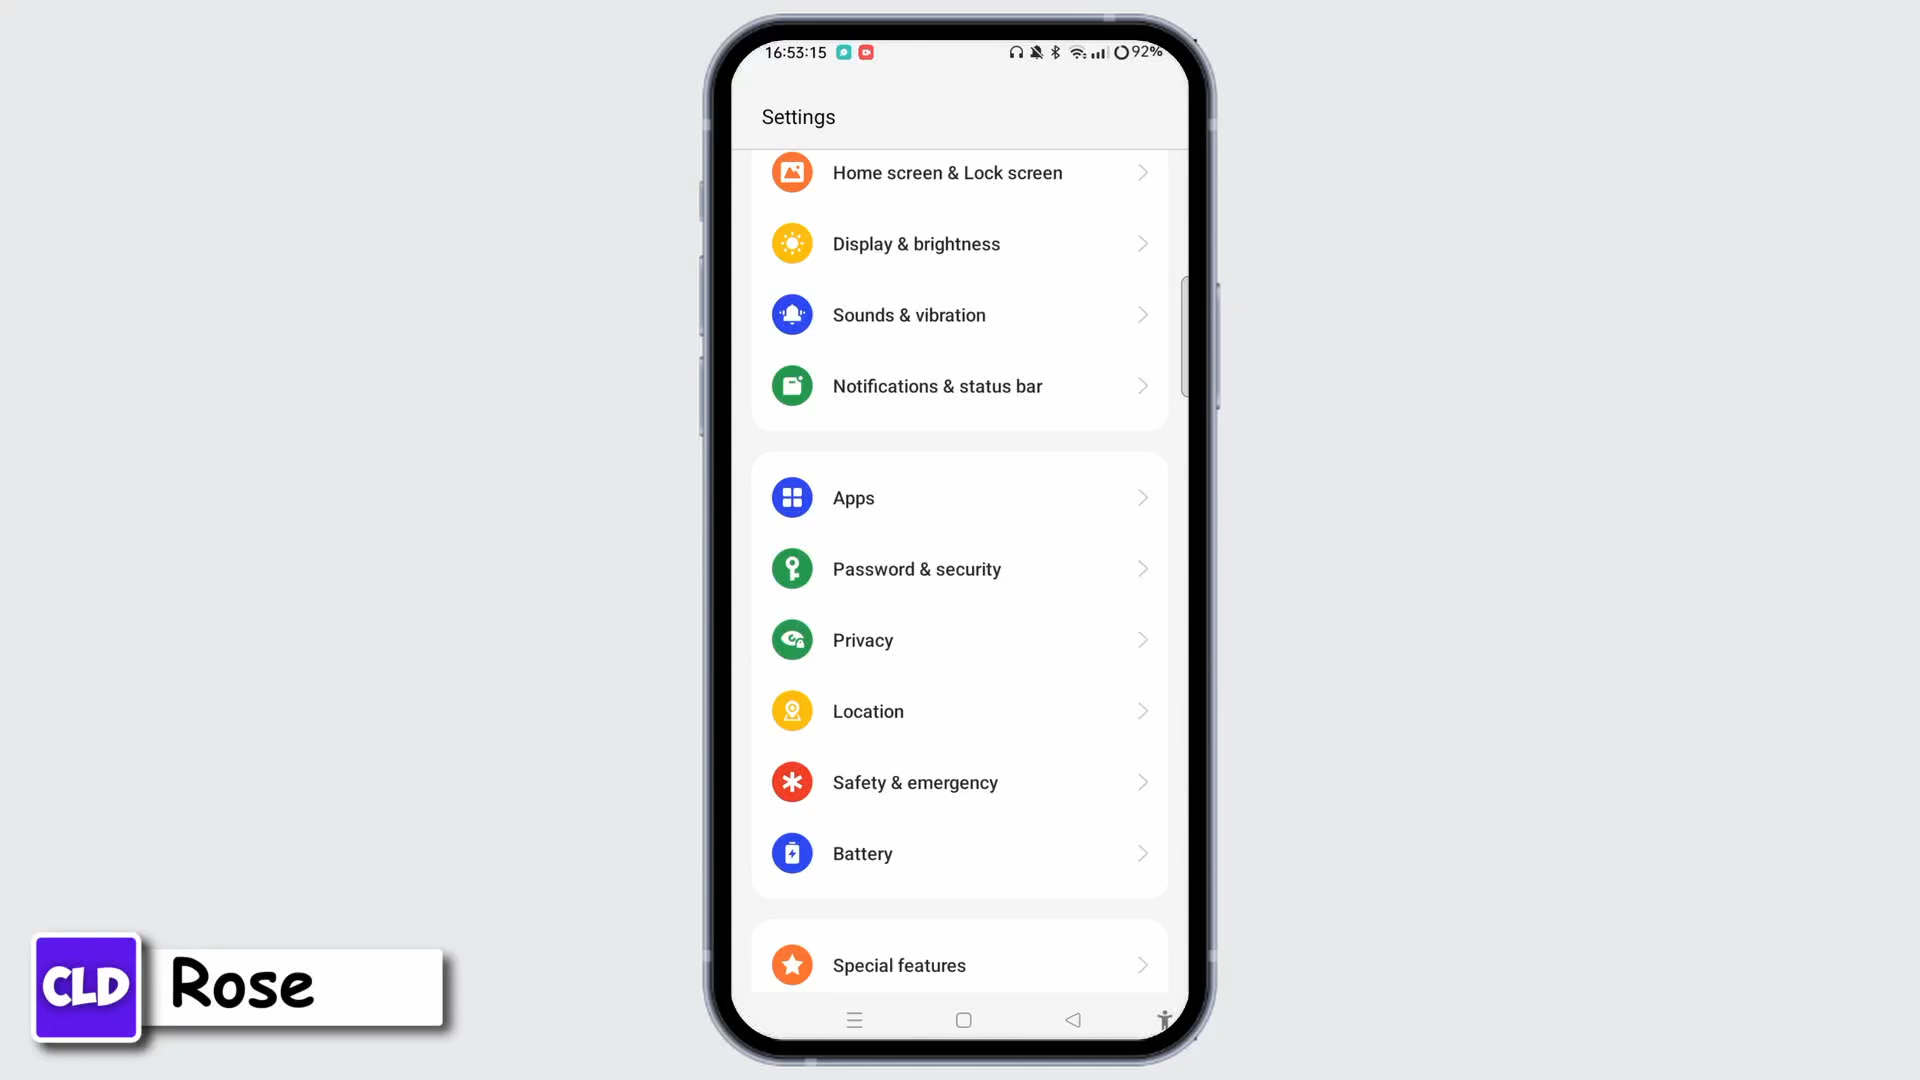 16:53:15
92%
Settings
Home screen & Lock screen
Display & brightness
Sounds & vibration
Notifications & status bar
Apps
Password & security
Privacy
Location
Safety & emergency
Battery
Special features
CLD
Rose